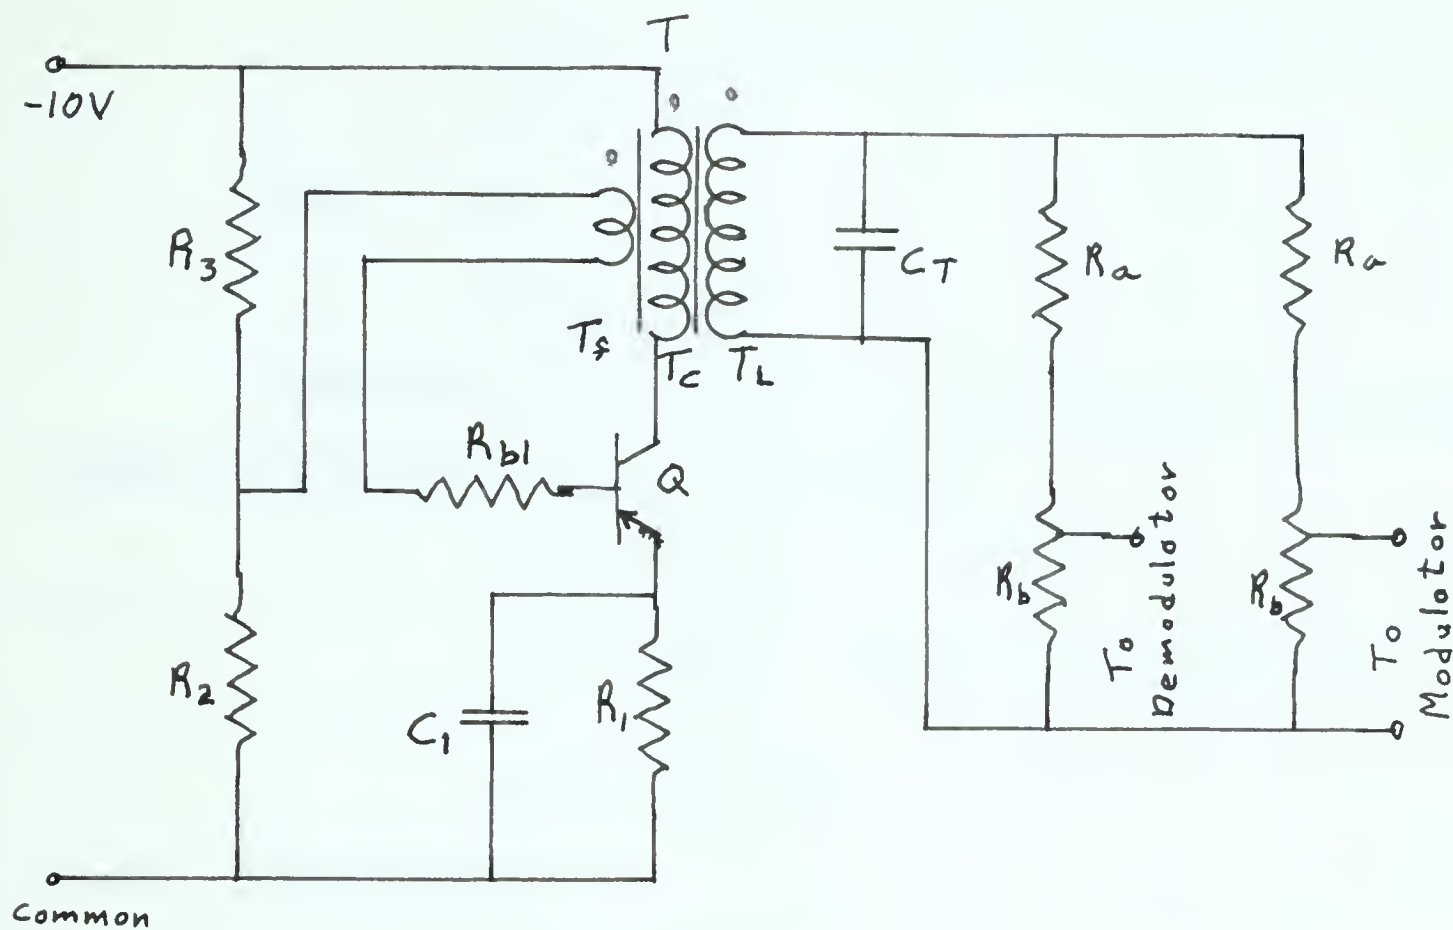 T
-10V
R3
Tf
Tc
TL
CT
Ra
Ra
Rb1
Q
R2
C1
R1
Rb
To Demodulator
Rb
To Modulator
Common